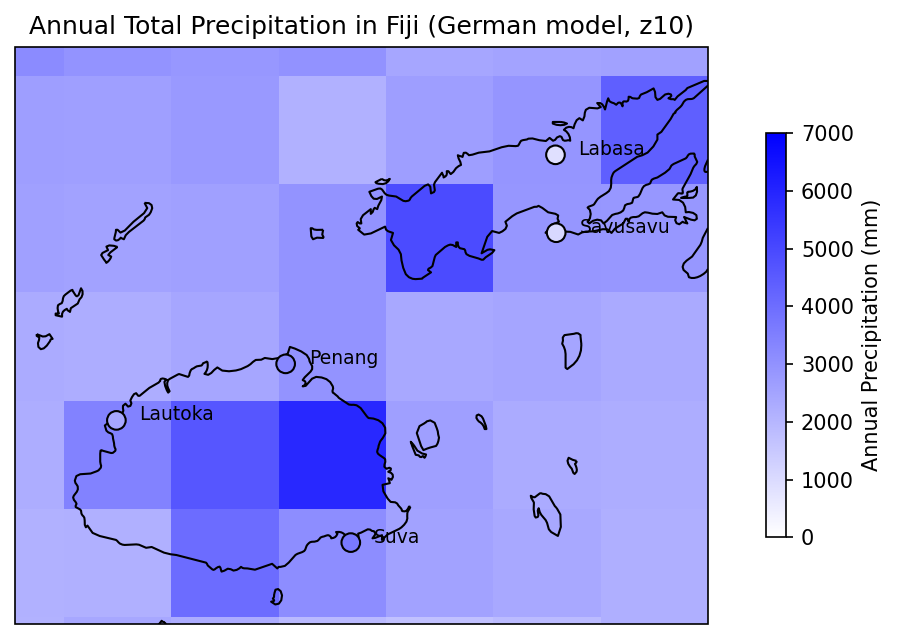 Annual Total Precipitation in Fiji (German model, z10)
Labasa
Savusavu
Penang
Lautoka
Suva
7000
6000
5000
4000
3000
2000
1000
0
Annual Precipitation (mm)